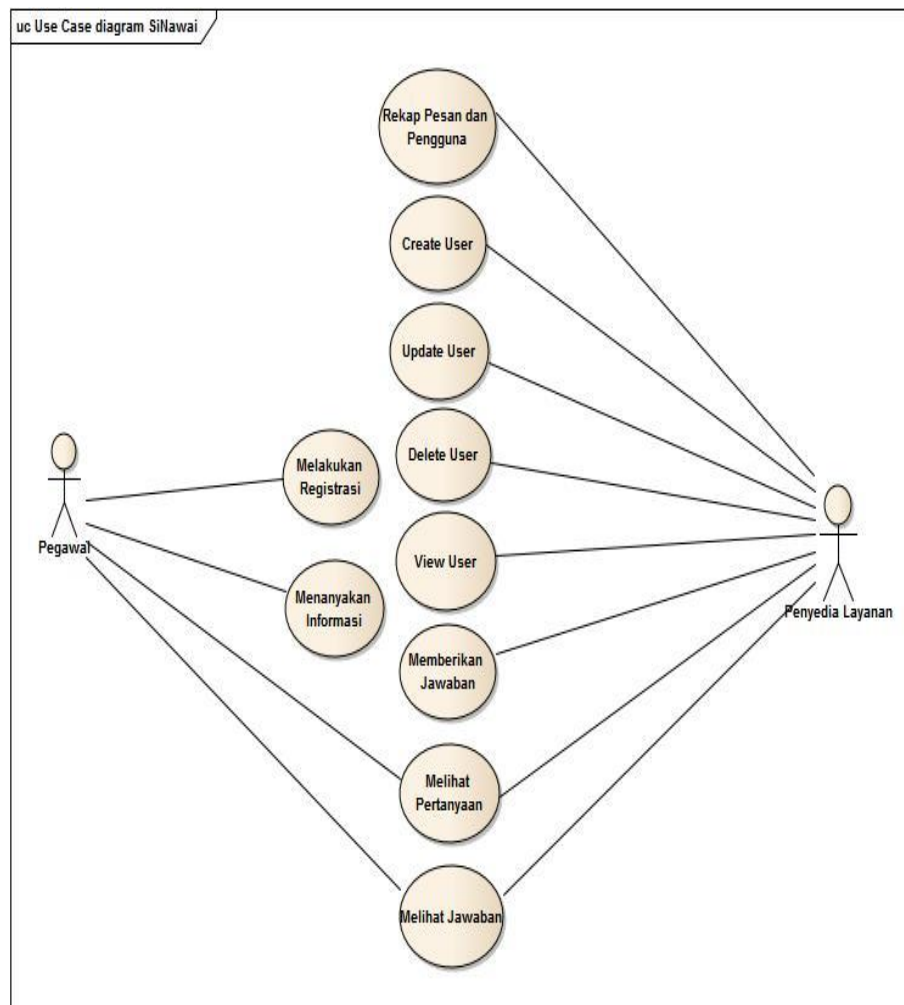 uc Use Case diagram SiNawai
Rekap Pesan dan
Pengguna
Create User
Update User
Delete User
Melakukan
Registrasi
Pegawai
View User
Menanyakan
Informasi
Penyedia Layanan
Memberikan
Jawaban
Melihat
Pertanyaan
Melihat Jawaban